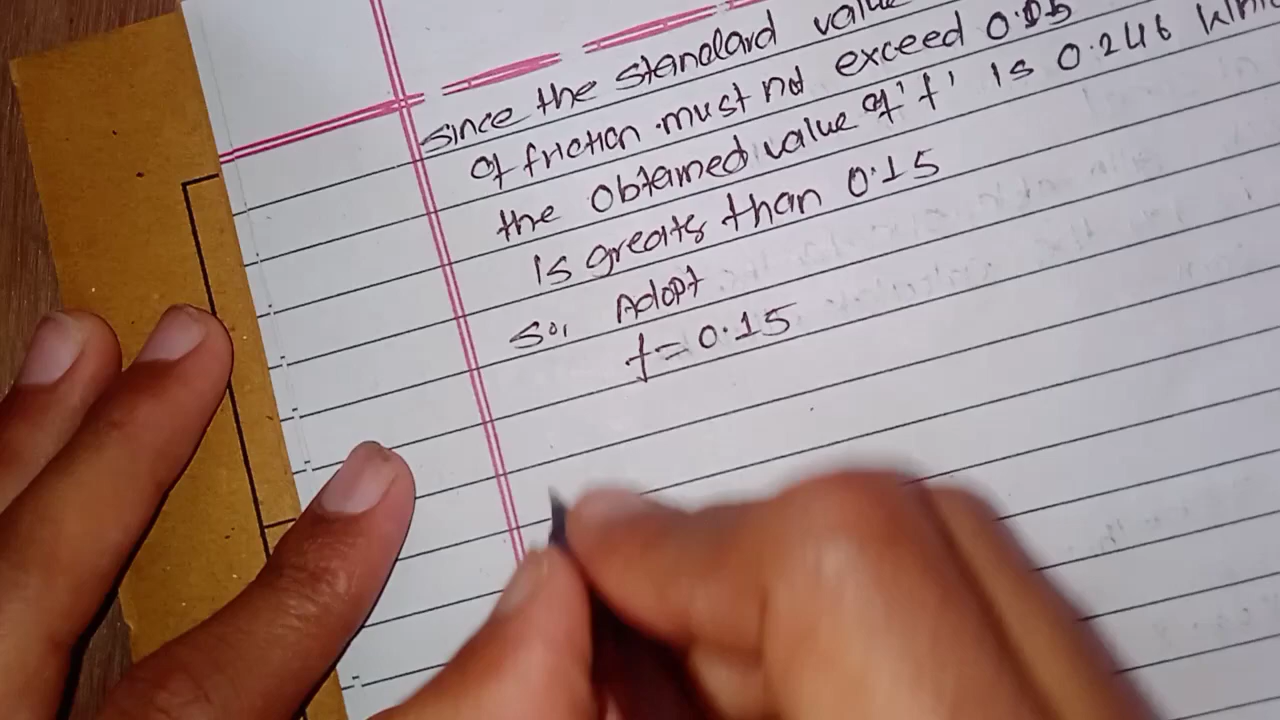 since the standard value
of friction must not exceed 0.15
the obtained value of 'f' is 0.246 which
is greats than 0.15
So, Adopt
f = 0.15